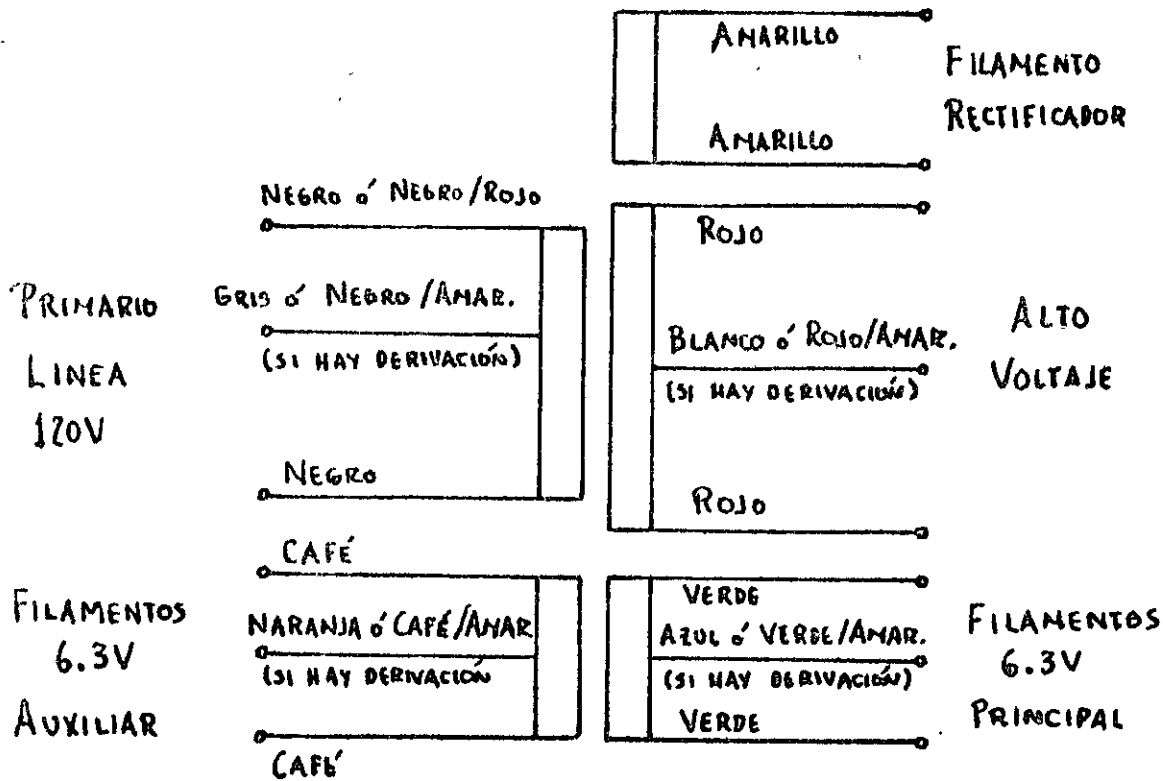 AMARILLO
FILAMENTO
RECTIFICADOR
AMARILLO
NEGRO ó NEGRO/ROJO
ROJO
PRIMARIO
LINEA
120V
GRIS ó NEGRO/AMAR.
(SI HAY DERIVACIÓN)
BLANCO ó ROJO/AMAR.
(SI HAY DERIVACIÓN)
ALTO
VOLTAJE
NEGRO
ROJO
CAFÉ
VERDE
FILAMENTOS
6.3V
AUXILIAR
NARANJA ó CAFÉ/AMAR
(SI HAY DERIVACIÓN
AZUL ó VERDE/AMAR.
(SI HAY DERIVACIÓN)
FILAMENTOS
6.3V
PRINCIPAL
VERDE
CAFÉ